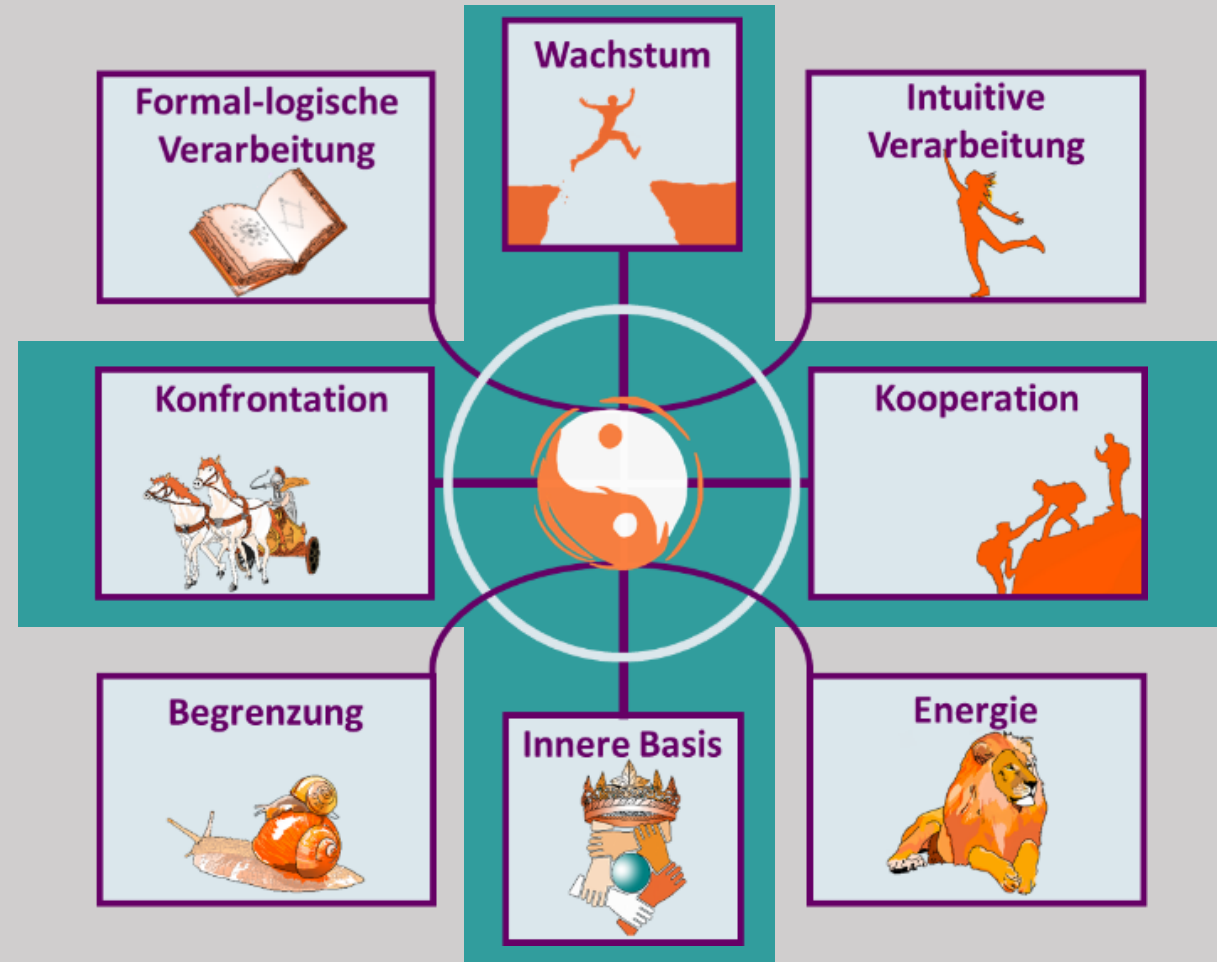 Wachstum
Formal-logische
Verarbeitung
Intuitive
Verarbeitung
Konfrontation
Kooperation
Begrenzung
Innere Basis
Energie